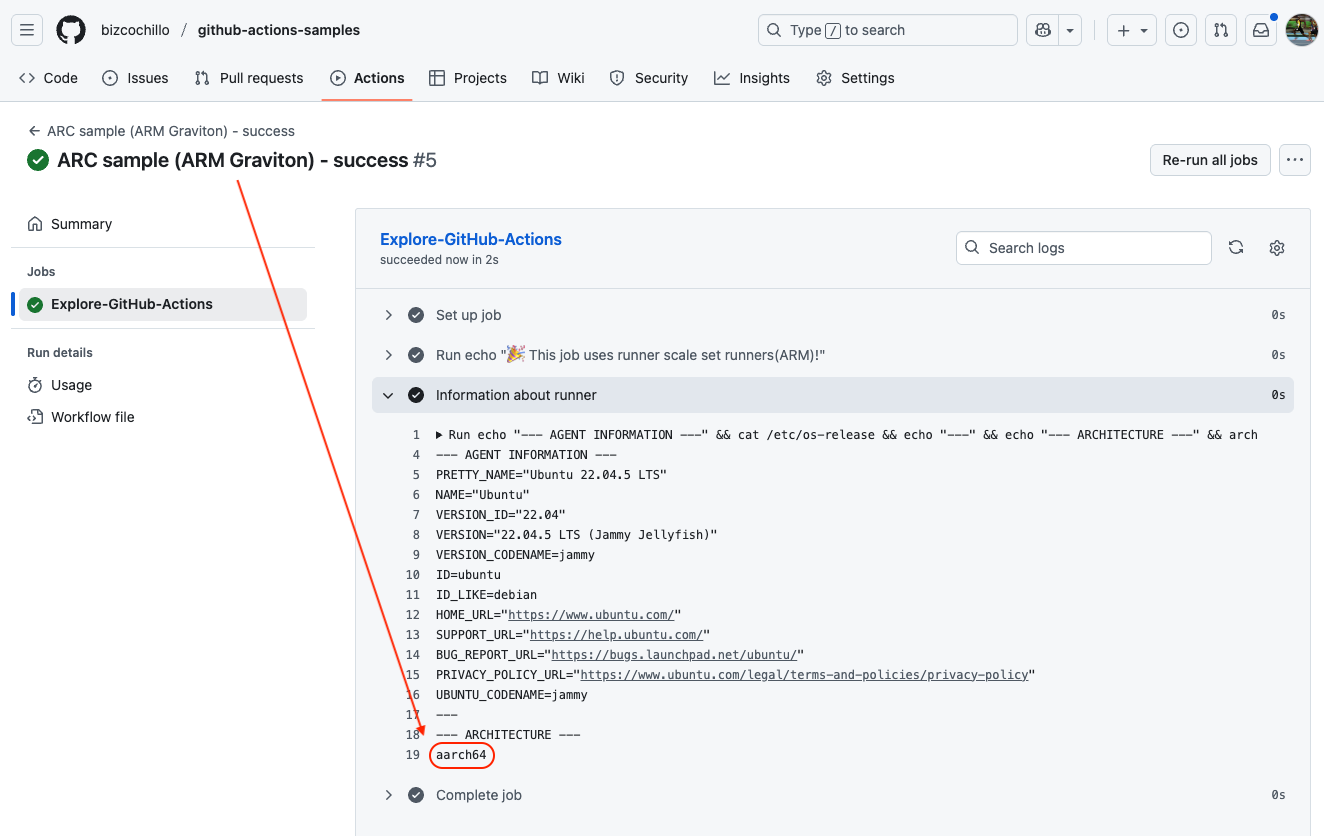 bizcochillo / github-actions-samples
Type / to search
Code Issues Pull requests Actions Projects Wiki Security Insights Settings
ARC sample (ARM Graviton) - success
ARC sample (ARM Graviton) - success #5
Re-run all jobs
Summary
Jobs
Explore-GitHub-Actions
Run details
Usage
Workflow file
Explore-GitHub-Actions
succeeded now in 2s
Search logs
Set up job 0s
Run echo "🎉 This job uses runner scale set runners(ARM)!" 0s
Information about runner 0s
1 ▶ Run echo "--- AGENT INFORMATION ---" && cat /etc/os-release && echo "---" && echo "--- ARCHITECTURE ---" && arch
4 --- AGENT INFORMATION ---
5 PRETTY_NAME="Ubuntu 22.04.5 LTS"
6 NAME="Ubuntu"
7 VERSION_ID="22.04"
8 VERSION="22.04.5 LTS (Jammy Jellyfish)"
9 VERSION_CODENAME=jammy
10 ID=ubuntu
11 ID_LIKE=debian
12 HOME_URL="https://www.ubuntu.com/"
13 SUPPORT_URL="https://help.ubuntu.com/"
14 BUG_REPORT_URL="https://bugs.launchpad.net/ubuntu/"
15 PRIVACY_POLICY_URL="https://www.ubuntu.com/legal/terms-and-policies/privacy-policy"
16 UBUNTU_CODENAME=jammy
17 ---
18 --- ARCHITECTURE ---
19 aarch64
Complete job 0s